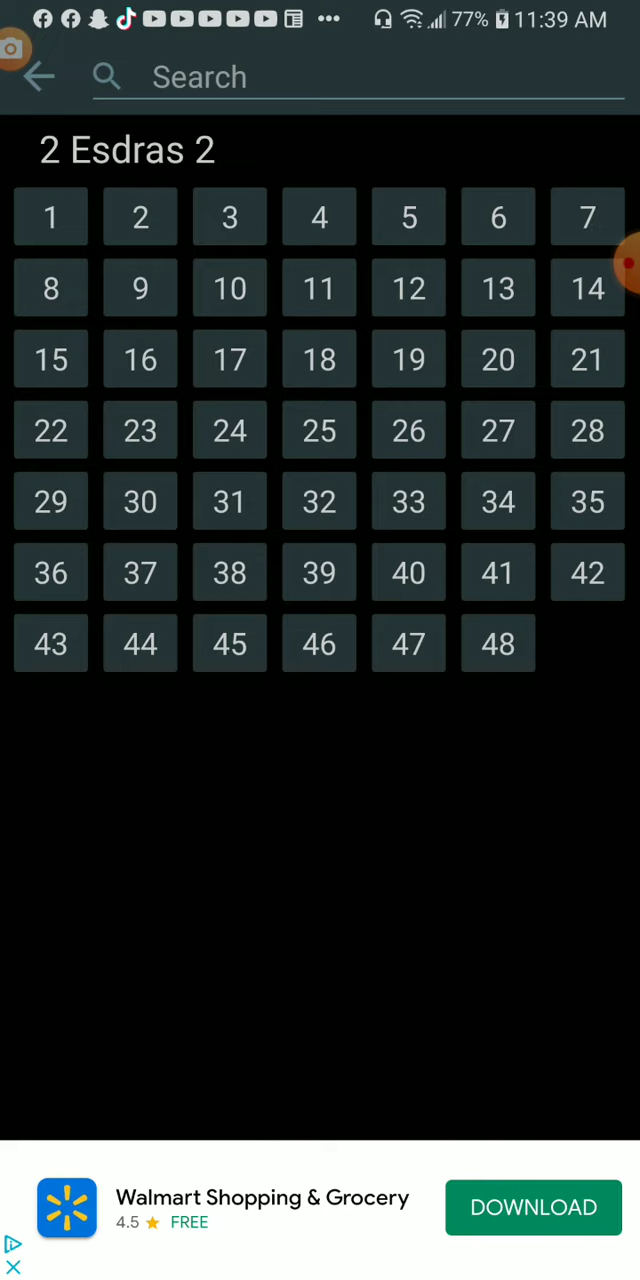 77% 11:39 AM
Search
2 Esdras 2
1 2 3 4 5 6 7
8 9 10 11 12 13 14
15 16 17 18 19 20 21
22 23 24 25 26 27 28
29 30 31 32 33 34 35
36 37 38 39 40 41 42
43 44 45 46 47 48
Walmart Shopping & Grocery
4.5 ★ FREE
DOWNLOAD